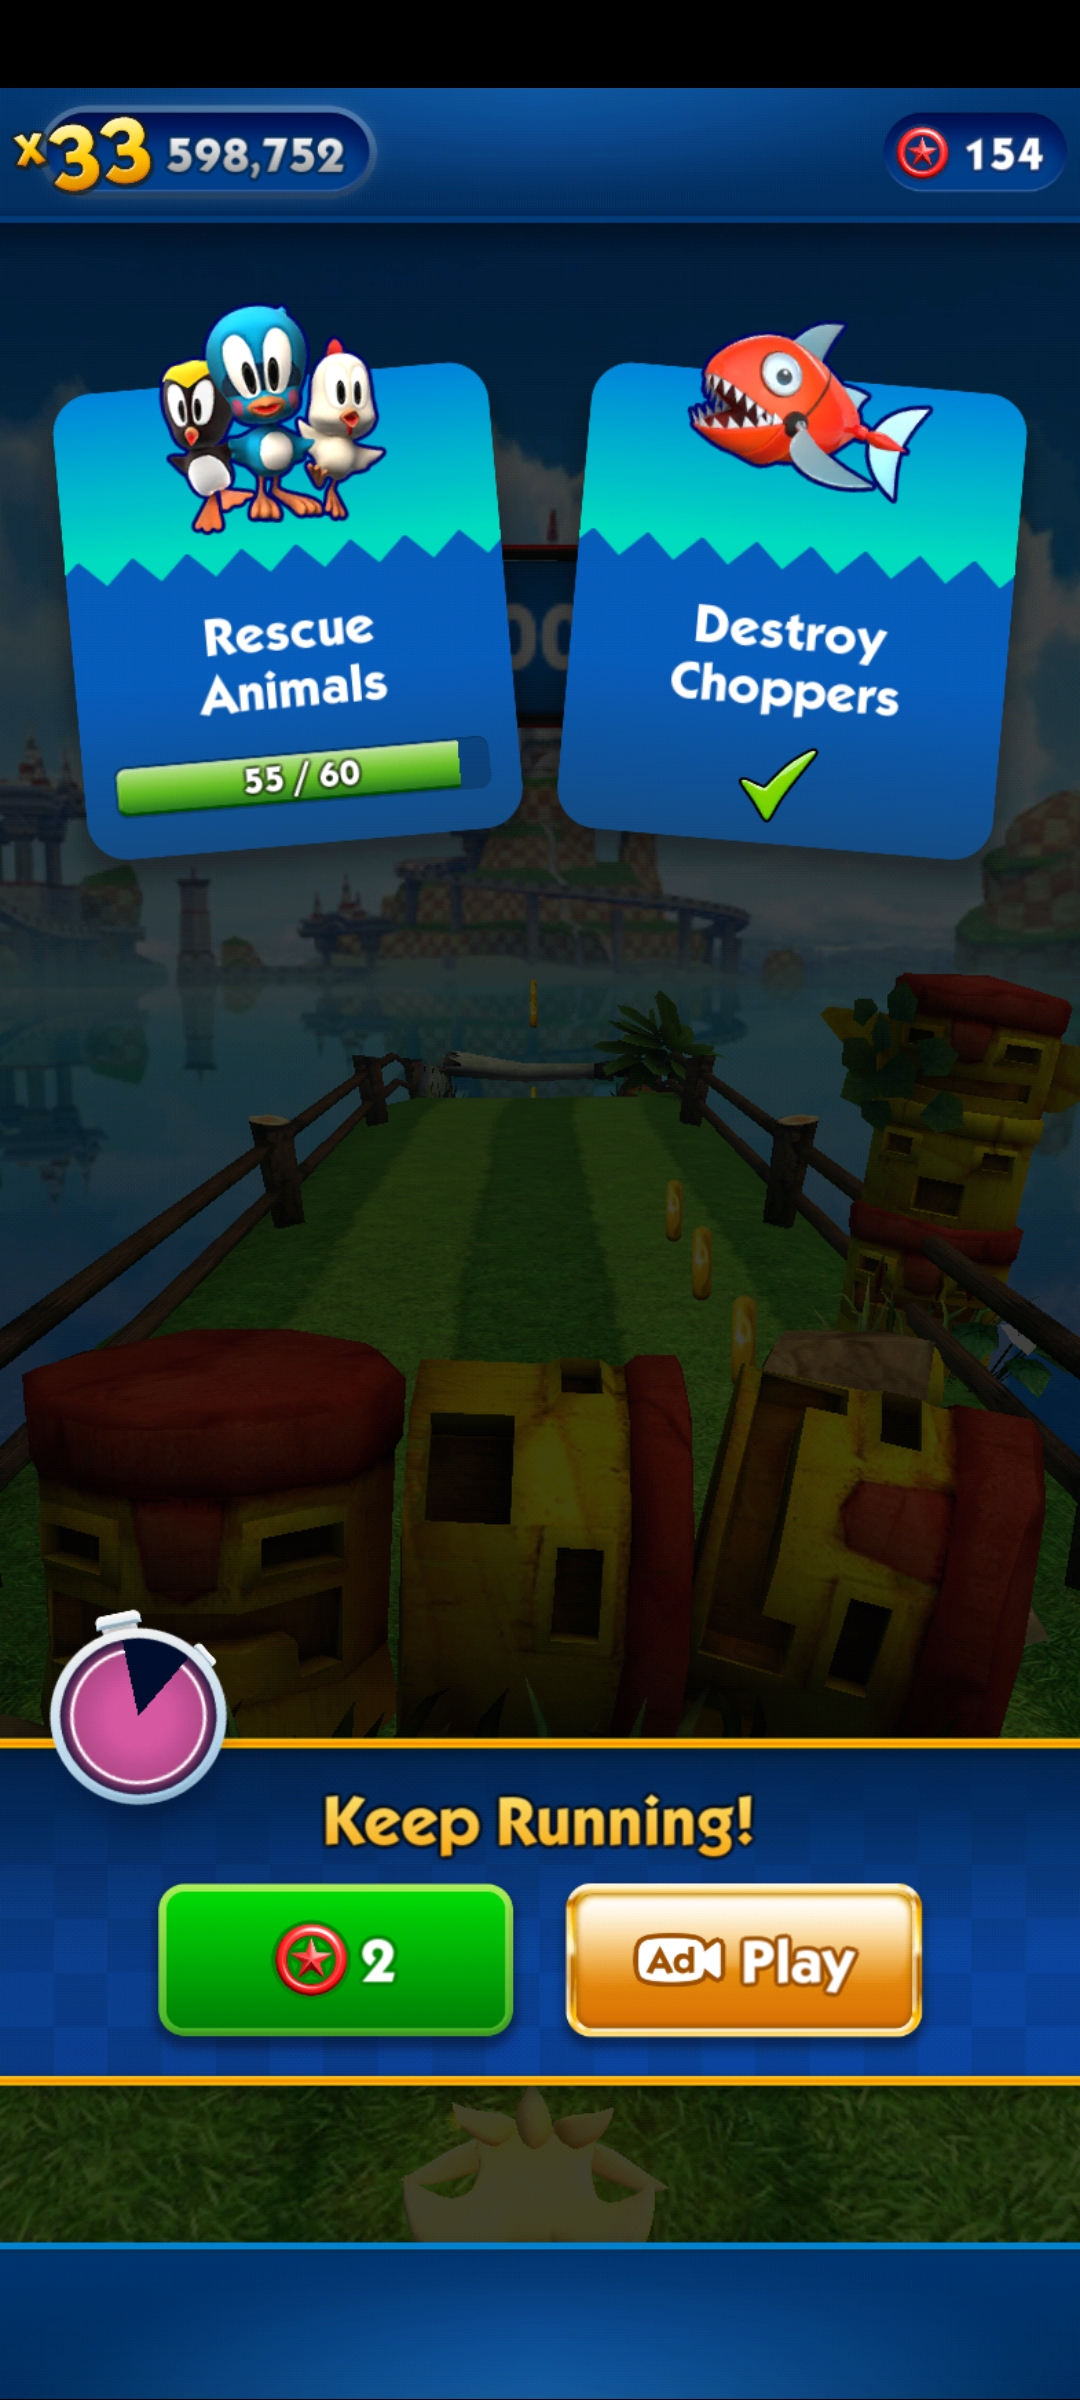 x33 598,752
154
Rescue
Animals
55 / 60
Destroy
Choppers
Keep Running!
2
Ad Play